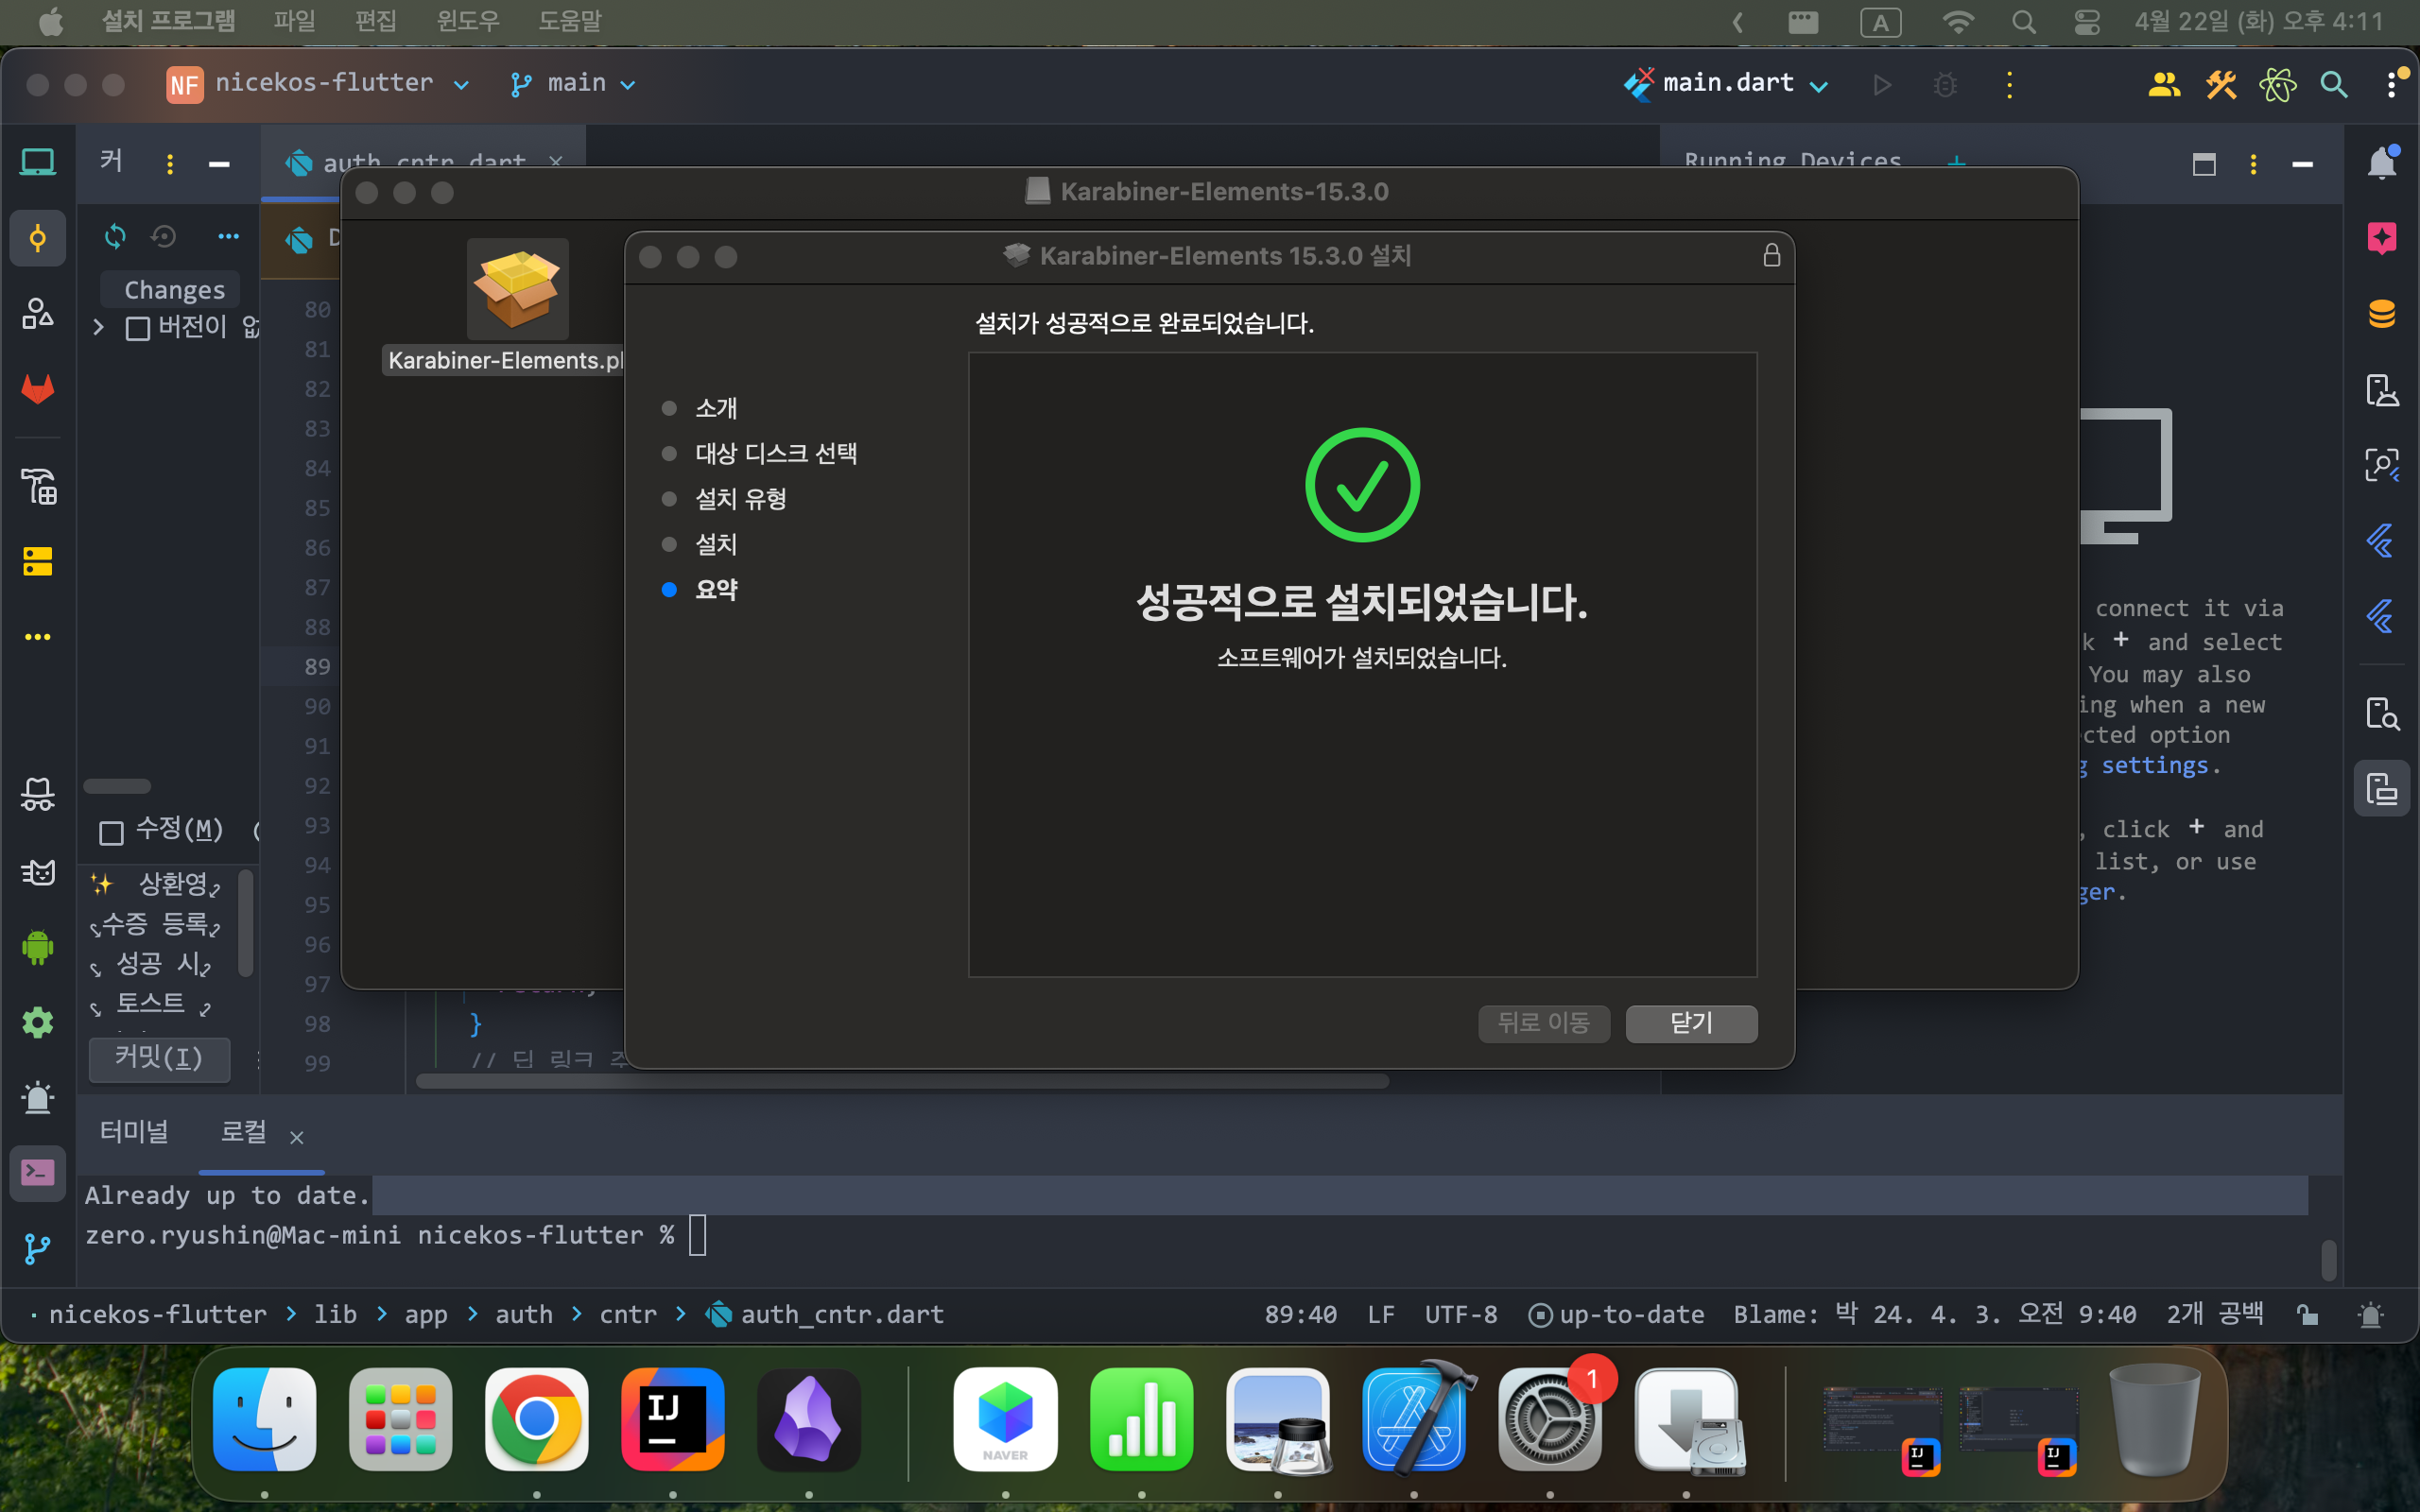 설치 프로그램 파일 편집 윈도우 도움말
A 4월 22일 (화) 오후 4:11
NF nicekos-flutter main main.dart
커
auth_cntr.dart
Running Devices
Karabiner-Elements-15.3.0
Changes
버전이
80
81
82
83
84
85
86
87
88
89
90
91
92
93
94
95
96
97
98 }
99 // 딥 링크
Karabiner-Elements.p
Karabiner-Elements 15.3.0 설치
설치가 성공적으로 완료되었습니다.
소개
대상 디스크 선택
설치 유형
설치
요약
성공적으로 설치되었습니다.
소프트웨어가 설치되었습니다.
뒤로 이동 닫기
connect it via
+ and select
You may also
when a new
option
settings.
, click + and
list, or use
수정(M)
✨ 상환영
수증 등록
성공 시
토스트
커밋(I)
터미널 로컬
Already up to date.
zero.ryushin@Mac-mini nicekos-flutter %
nicekos-flutter > lib > app > auth > cntr > auth_cntr.dart
89:40 LF UTF-8 up-to-date Blame: 박 24. 4. 3. 오전 9:40 2개 공백
IJ
NAVER
1
IJ
IJ